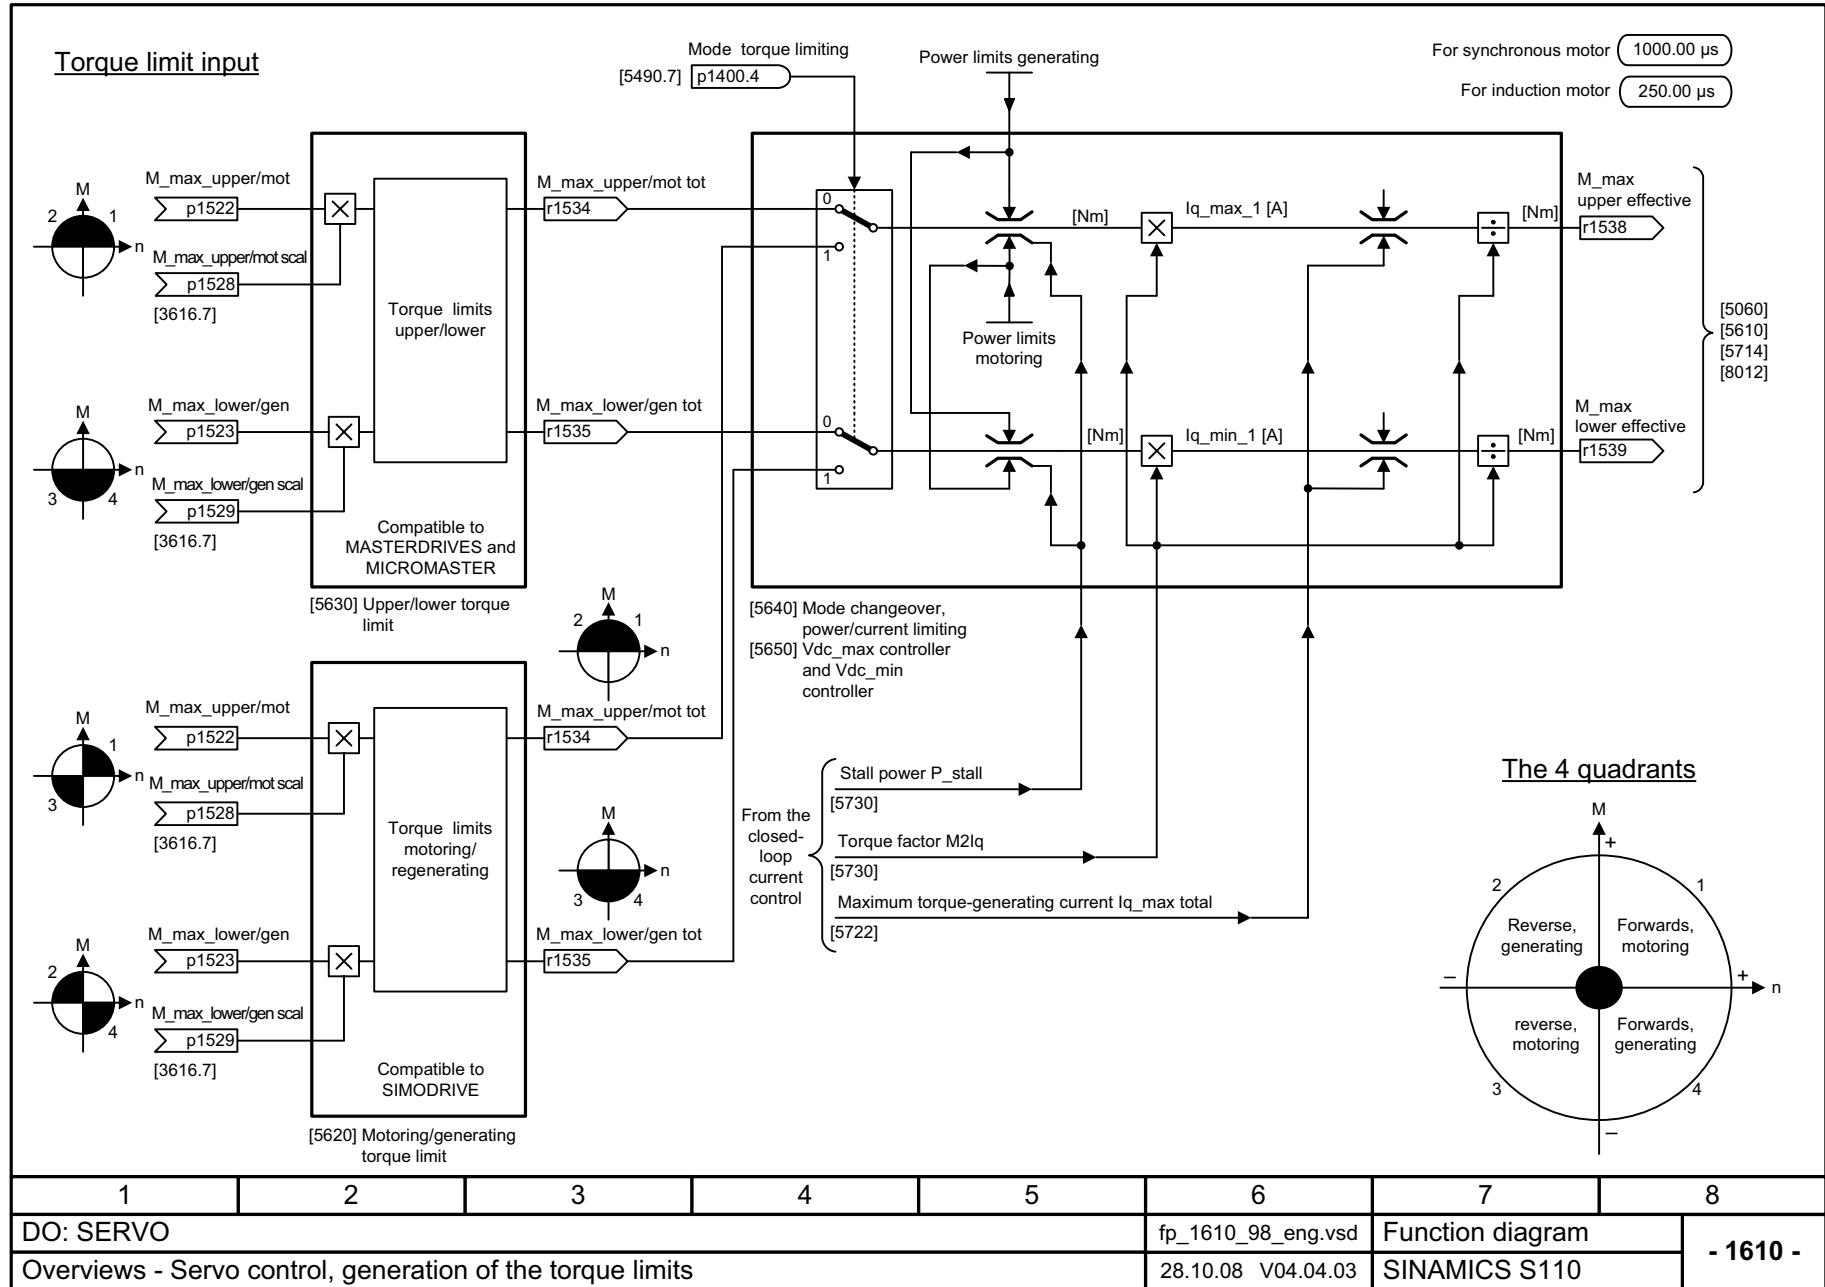 Torque limit input
Mode torque limiting
[5490.7] p1400.4
Power limits generating
For synchronous motor 1000.00 µs
For induction motor 250.00 µs
M
2 1
n
M_max_upper/mot
p1522
M_max_upper/mot scal
p1528
[3616.7]
Torque limits
upper/lower
M_max_upper/mot tot
r1534
0
1
[Nm]
Iq_max_1 [A]
[Nm]
M_max
upper effective
r1538
Power limits
motoring
[5060]
[5610]
[5714]
[8012]
M
3 4
n
M_max_lower/gen
p1523
M_max_lower/gen scal
p1529
[3616.7]
M_max_lower/gen tot
r1535
0
1
[Nm]
Iq_min_1 [A]
[Nm]
M_max
lower effective
r1539
Compatible to
MASTERDRIVES and
MICROMASTER
[5630] Upper/lower torque
limit
M
2 1
n
[5640] Mode changeover,
power/current limiting
[5650] Vdc_max controller
and Vdc_min
controller
M
1
n
3
M_max_upper/mot
p1522
M_max_upper/mot scal
p1528
[3616.7]
Torque limits
motoring/
regenerating
M_max_upper/mot tot
r1534
M
n
3 4
From the
closed-
loop
current
control
Stall power P_stall
[5730]
Torque factor M2Iq
[5730]
Maximum torque-generating current Iq_max total
[5722]
M
2
n
4
M_max_lower/gen
p1523
M_max_lower/gen scal
p1529
[3616.7]
M_max_lower/gen tot
r1535
Compatible to
SIMODRIVE
[5620] Motoring/generating
torque limit
The 4 quadrants
M
+
2 1
Reverse,
generating
Forwards,
motoring
– + n
reverse,
motoring
Forwards,
generating
3 4
–
1 2 3 4 5 6 7 8
DO: SERVO
fp_1610_98_eng.vsd
Function diagram
- 1610 -
Overviews - Servo control, generation of the torque limits
28.10.08 V04.04.03
SINAMICS S110